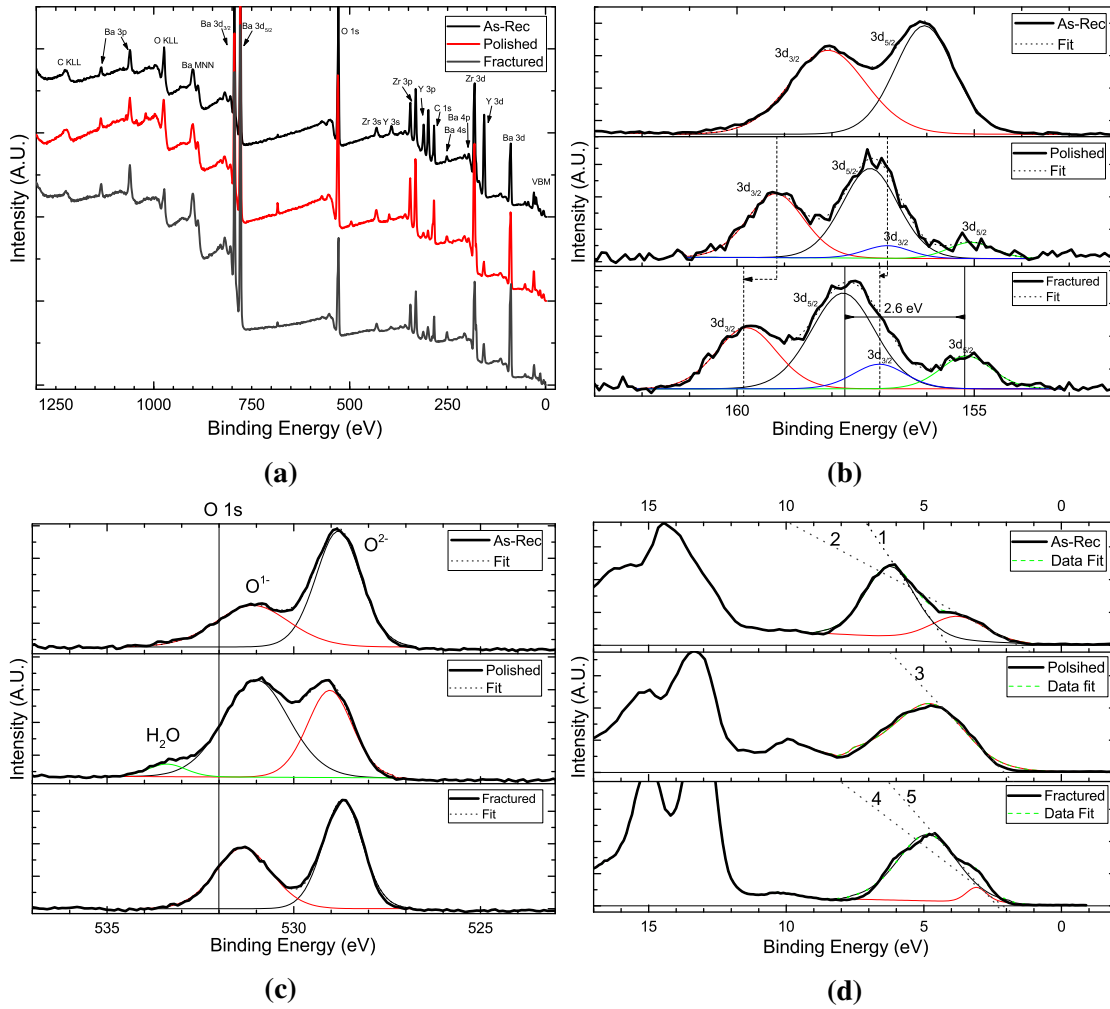 As-Rec
Polished
Fractured
C KLL
Ba 3p
O KLL
Ba MNN
Ba 3d3/2
Ba 3d5/2
O 1s
Zr 3s
Y 3s
Zr 3p
Y 3p
C 1s
Ba 4s
Ba 4p
Zr 3d
Y 3d
Ba 3d
VBM
Intensity (A.U.)
1250 1000 750 500 250 0
Binding Energy (eV)
(a)
As-Rec
Fit
3d3/2
3d5/2
Polished
Fit
3d3/2
3d5/2
3d3/2
3d5/2
Fractured
Fit
3d3/2
3d5/2
2.6 eV
3d3/2
3d5/2
Intensity (A.U.)
160 155
Binding Energy (eV)
(b)
O 1s
As-Rec
Fit
O1-
O2-
Polished
Fit
H2O
Fractured
Fit
Intensity (A.U.)
535 530 525
Binding Energy (eV)
(c)
15 10 5 0
2 1
As-Rec
Data Fit
3
Polsihed
Data fit
4 5
Fractured
Data Fit
Intensity (A.U.)
15 10 5 0
Binding Energy (eV)
(d)